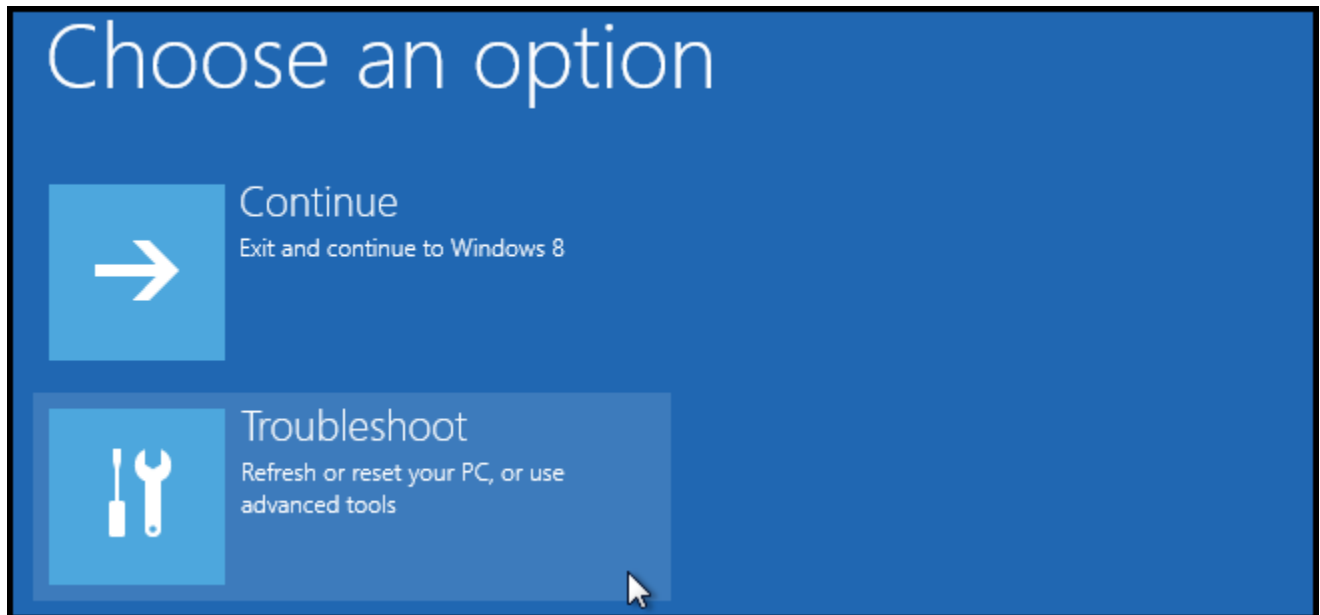 Choose an option
Continue
Exit and continue to Windows 8
Troubleshoot
Refresh or reset your PC, or use
advanced tools